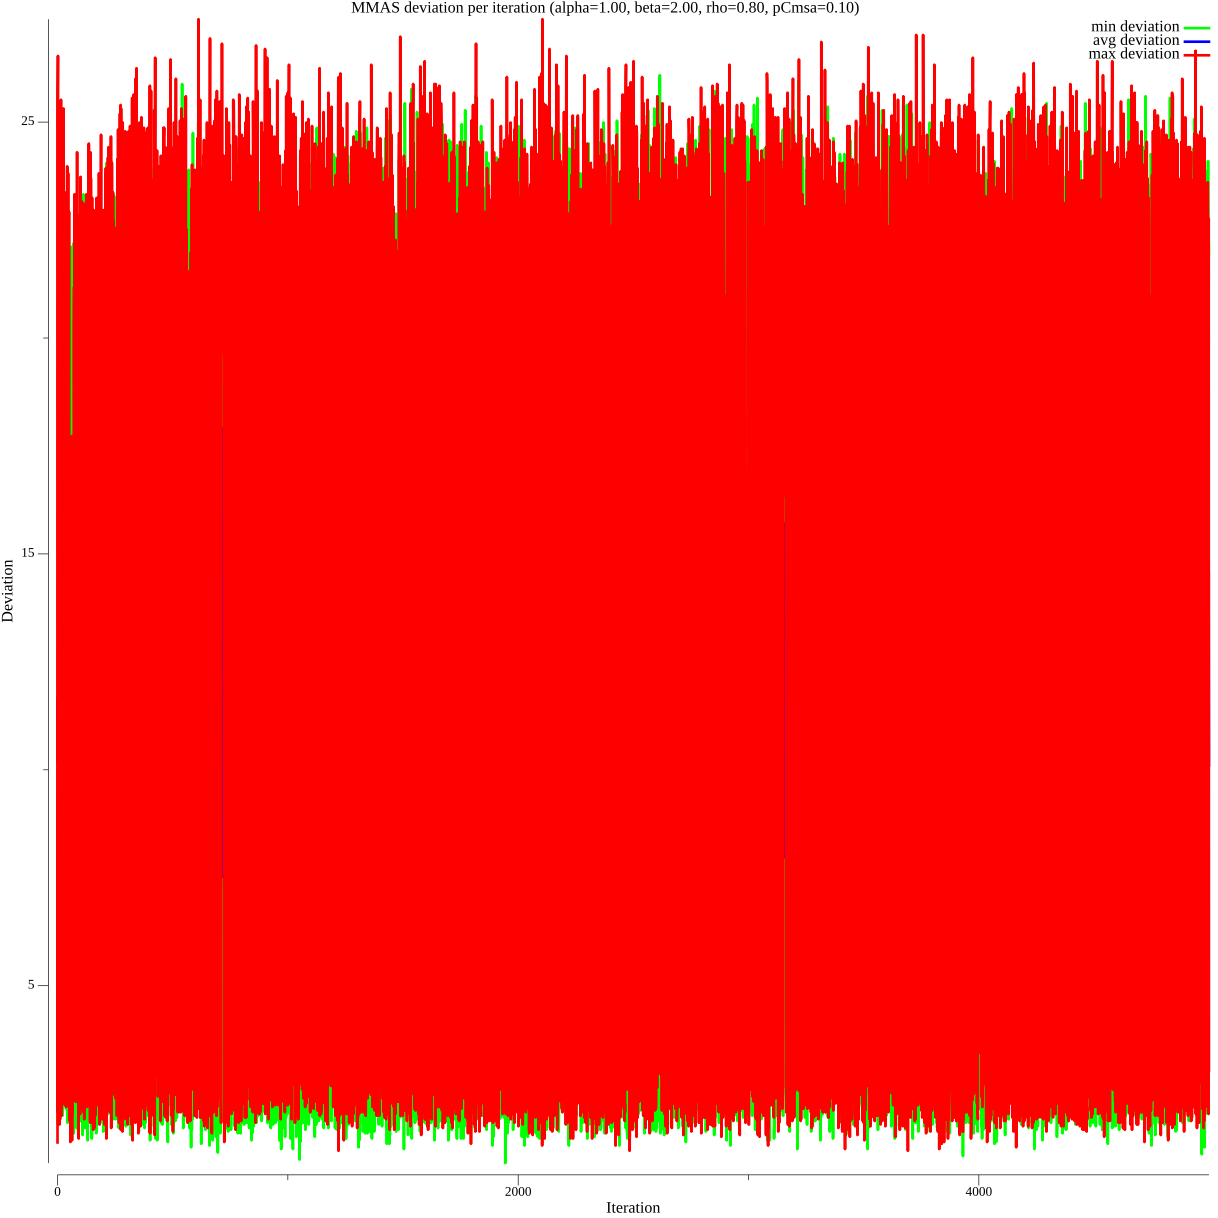 MMAS deviation per iteration (alpha=1.00, beta=2.00, rho=0.80, pCmsa=0.10)
min deviation
avg deviation
max deviation
25
15
5
Deviation
0
2000
4000
Iteration